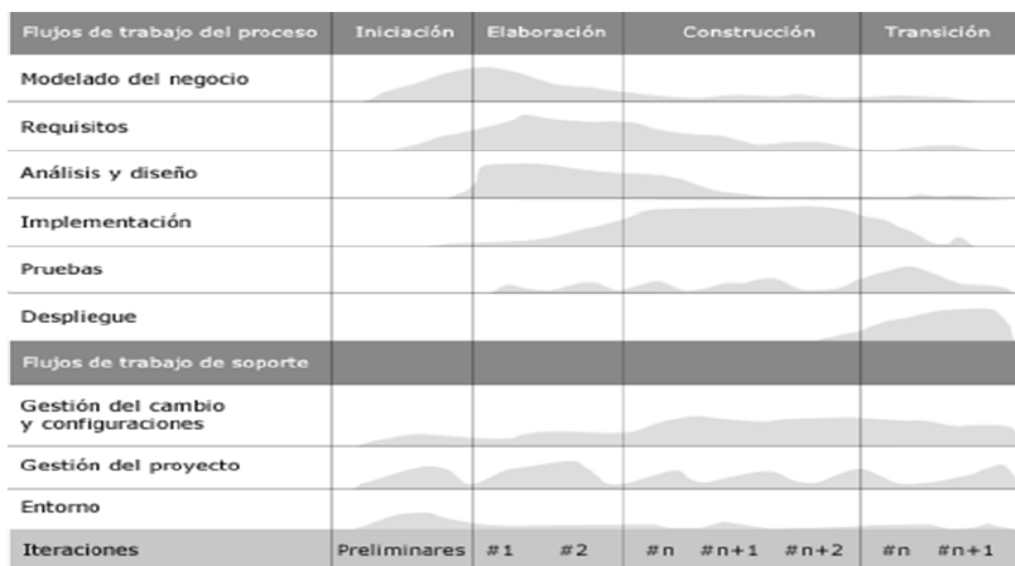 Flujos de trabajo del proceso Iniciación Elaboración Construcción Transición
Modelado del negocio
Requisitos
Análisis y diseño
Implementación
Pruebas
Despliegue
Flujos de trabajo de soporte
Gestión del cambio
y configuraciones
Gestión del proyecto
Entorno
Iteraciones Preliminares #1 #2 #n #n+1 #n+2 #n #n+1